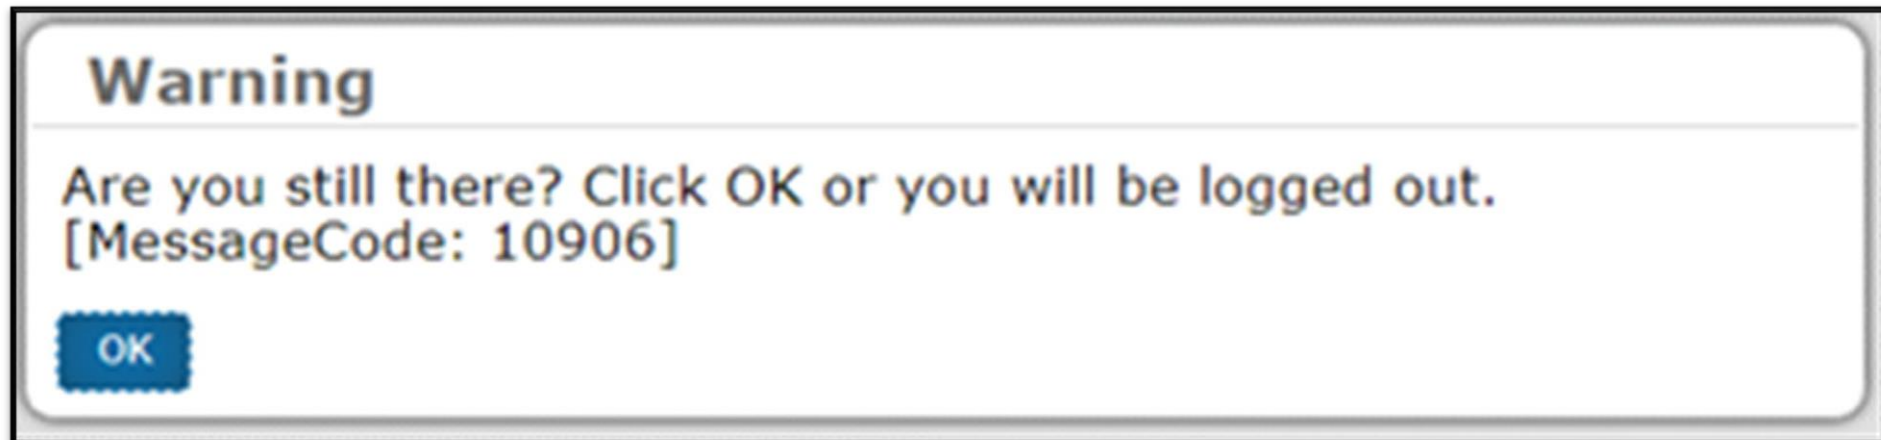 Warning
Are you still there? Click OK or you will be logged out.
[MessageCode: 10906]
OK